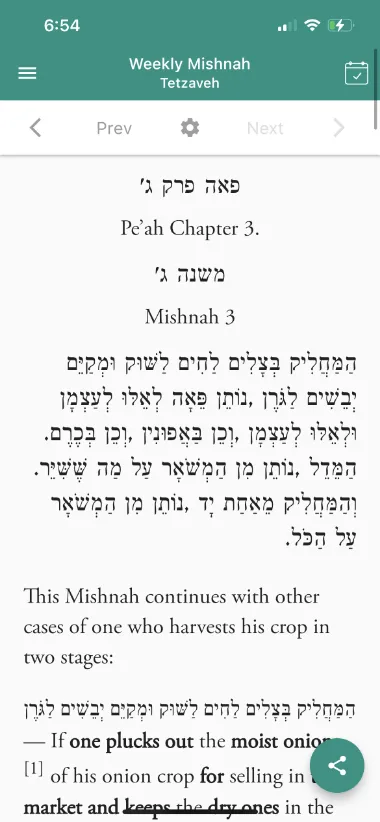 6:54
Weekly Mishnah
Tetzaveh
Prev
Next
פאה פרק ג׳
Pe’ah Chapter 3.
משנה ג׳
Mishnah 3
הַמַּחֲלִיק בְּצָלִים לַחִים לַשּׁוּק וּמְקַיֵּם
יְבֵשִׁים לַגֹּרֶן ,נוֹתֵן פֵּאָה לְאֵלּוּ לְעַצְמָן
וּלְאֵלּוּ לְעַצְמָן ,וְכֵן בַּאֲפוּנִין ,וְכֵן בְּכֶרֶם.
הַמֵּדֵל ,נוֹתֵן מִן הַמְשֹׁאָר עַל מַה שֶּׁשִּׁיֵּר.
וְהַמַּחֲלִיק מֵאַחַת יָד ,נוֹתֵן מִן הַמְשֹׁאָר
עַל הַכֹּל.
This Mishnah continues with other
cases of one who harvests his crop in
two stages:
הַמַּחֲלִיק בְּצָלִים לַחִים לַשּׁוּק וּמְקַיֵּם יְבֵשִׁים לַגֹּרֶן
— If one plucks out the moist onion
[1] of his onion crop for selling in
market and keeps the dry ones in the